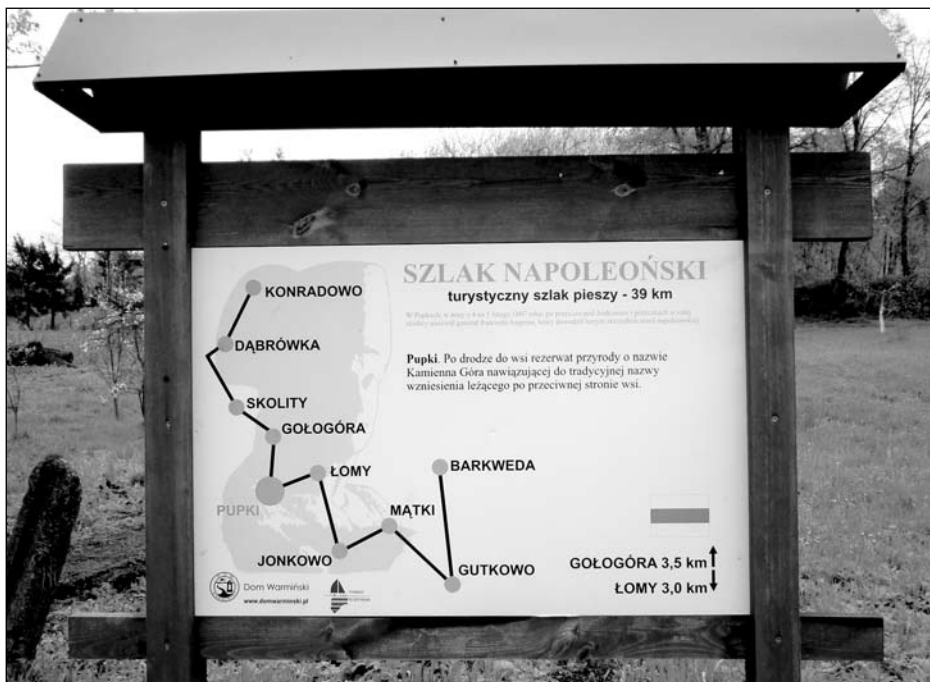 SZLAK NAPOLEOŃSKI
turystyczny szlak pieszy - 39 km
Pupki. Po drodze do wsi rezerwat przyrody o nazwie
Kamienna Góra nawiązującej do tradycyjnej nazwy
wzniesienia leżącego po przeciwnej stronie wsi.
KONRADOWO
DĄBRÓWKA
SKOLITY
GOŁOGÓRA
ŁOMY
PUPKI
BARKWEDA
MĄTKI
JONKOWO
GUTKOWO
GOŁOGÓRA 3,5 km
ŁOMY 3,0 km
Dom Warmiński
www.domwarminski.pl